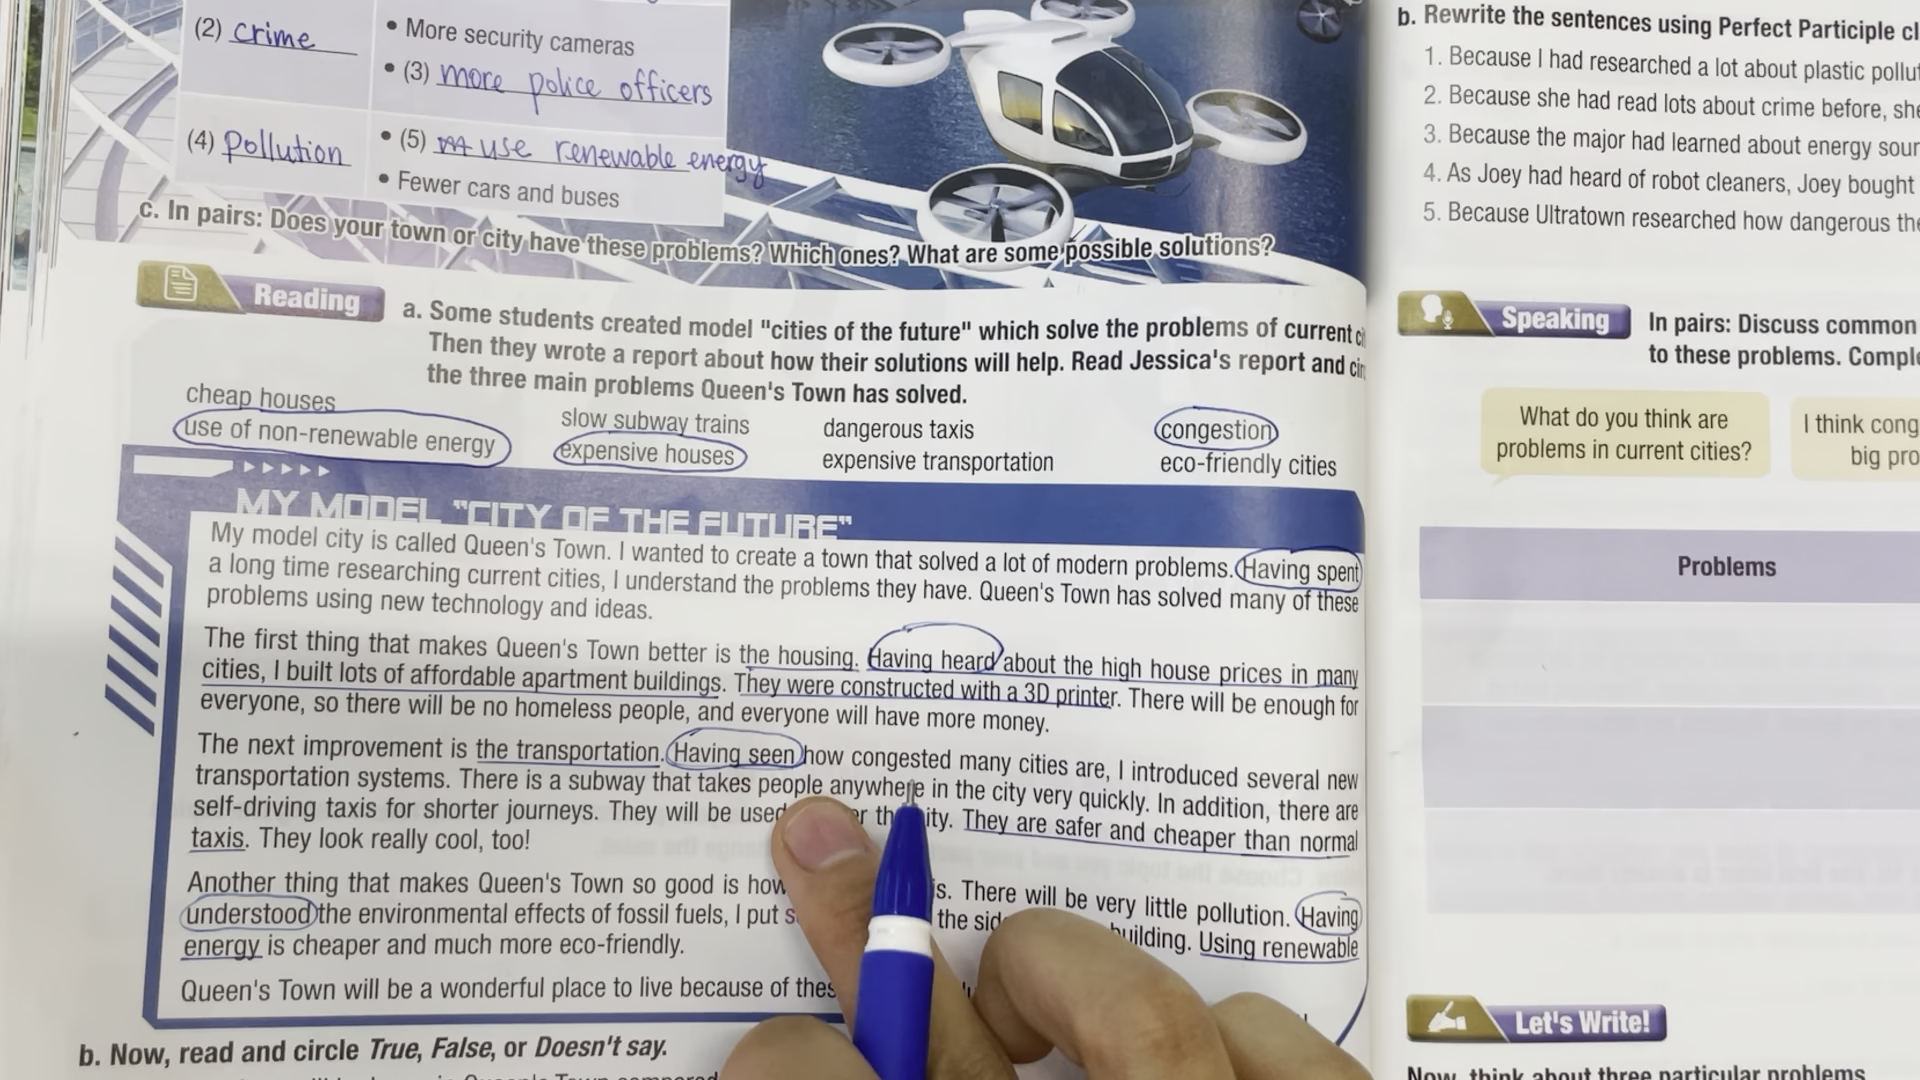 (2) crime
• More security cameras
• (3) more police officers
(4) Pollution
• (5) use renewable energy
• Fewer cars and buses
c. In pairs: Does your town or city have these problems? Which ones? What are some possible solutions?
Reading
a. Some students created model "cities of the future" which solve the problems of current
Then they wrote a report about how their solutions will help. Read Jessica's report and
the three main problems Queen's Town has solved.
cheap houses
slow subway trains
dangerous taxis
congestion
use of non-renewable energy
expensive houses
expensive transportation
eco-friendly cities
MY MODEL "CITY OF THE FUTURE"
My model city is called Queen's Town. I wanted to create a town that solved a lot of modern problems. Having spent
a long time researching current cities, I understand the problems they have. Queen's Town has solved many of these
problems using new technology and ideas.
The first thing that makes Queen's Town better is the housing. Having heard about the high house prices in many
cities, I built lots of affordable apartment buildings. They were constructed with a 3D printer. There will be enough for
everyone, so there will be no homeless people, and everyone will have more money.
The next improvement is the transportation. Having seen how congested many cities are, I introduced several new
transportation systems. There is a subway that takes people anywhere in the city very quickly. In addition, there are
self-driving taxis for shorter journeys. They will be used They are safer and cheaper than normal
taxis. They look really cool, too!
Another thing that makes Queen's Town so good is how There will be very little pollution. Having
understood the environmental effects of fossil fuels, I put the building. Using renewable
energy is cheaper and much more eco-friendly.
Queen's Town will be a wonderful place to live because of
b. Now, read and circle True, False, or Doesn't say.
b. Rewrite the sentences using Perfect Participle
1. Because I had researched a lot about plastic
2. Because she had read lots about crime before,
3. Because the major had learned about energy
4. As Joey had heard of robot cleaners, Joey bought
5. Because Ultratown researched how dangerous
Speaking
In pairs: Discuss common
to these problems.
What do you think are
problems in current cities?
I think
big
Problems
Let's Write!
Now, think about three particular problems